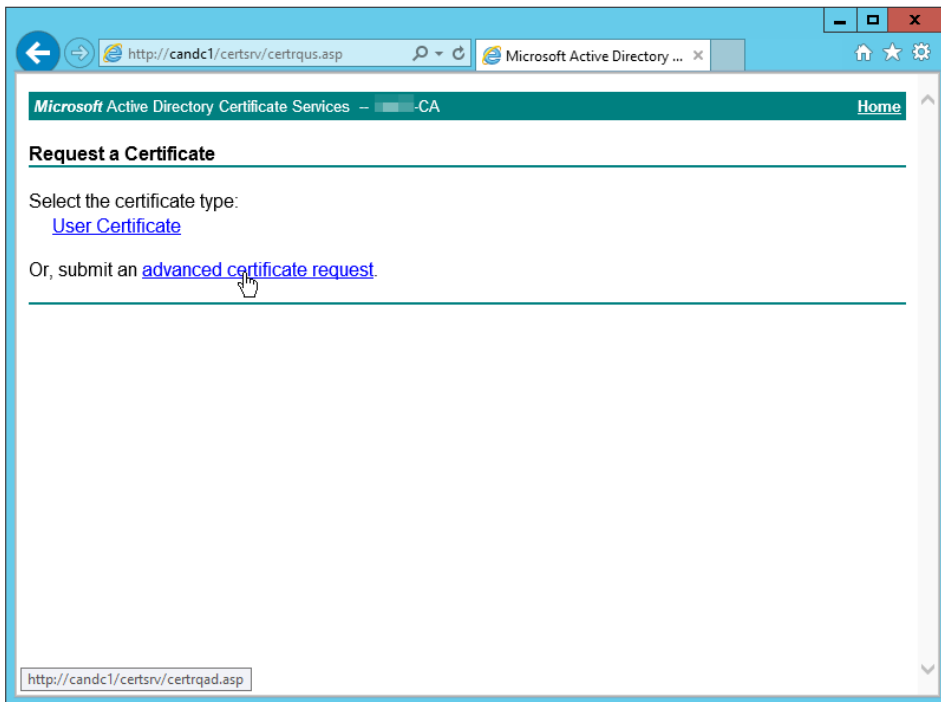 http://candc1/certsrv/certrqus.asp
Microsoft Active Directory ...
Microsoft Active Directory Certificate Services -- -CA
Home
Request a Certificate
Select the certificate type:
User Certificate
Or, submit an advanced certificate request.
http://candc1/certsrv/certrqad.asp